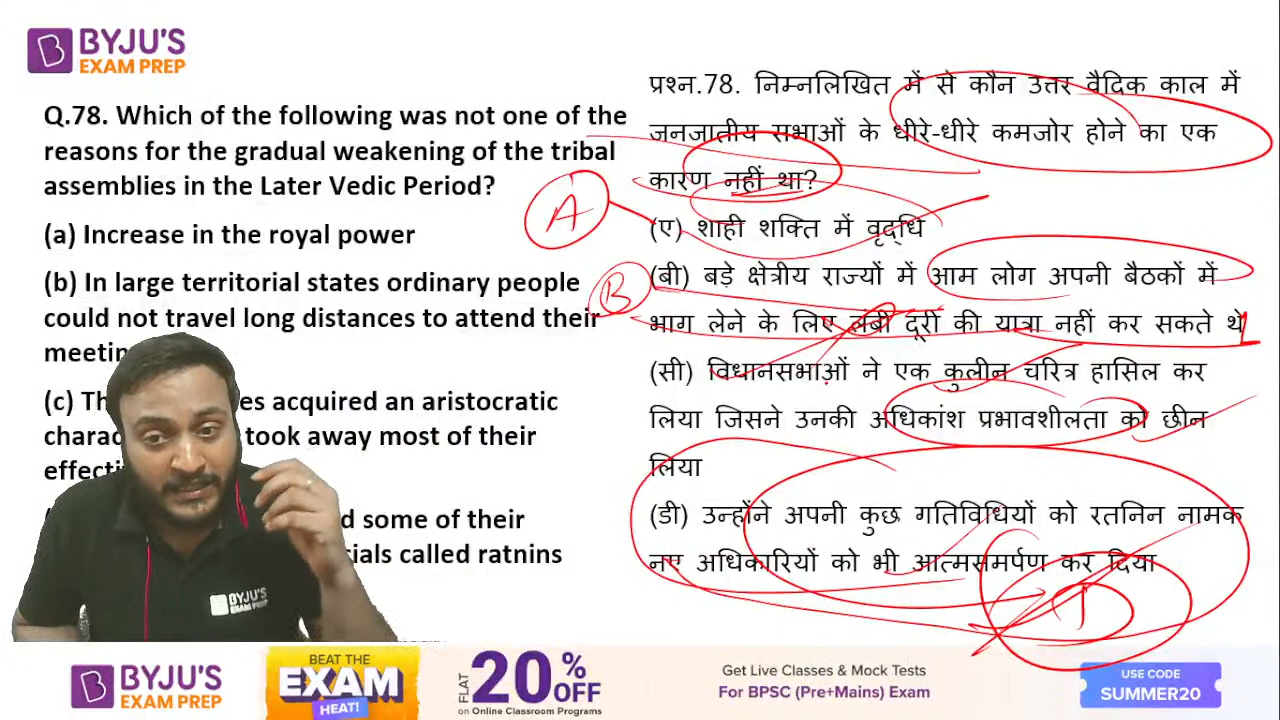 BYJU'S
EXAM PREP
Q.78. Which of the following was not one of the
reasons for the gradual weakening of the tribal
assemblies in the Later Vedic Period?
(a) Increase in the royal power
(b) In large territorial states ordinary people
could not travel long distances to attend their
(c) es acquired an aristocratic
took away most of their
d some of their
called ratnins
प्रश्न.78. निम्नलिखित में से कौन उत्तर वैदिक काल में
जनजातीय सभाओं के धीरे-धीरे कमजोर होने का एक
कारण नहीं था?
(ए) शाही शक्ति में वृद्धि
(बी) बड़े क्षेत्रीय राज्यों में आम लोग अपनी बैठकों में
भाग लेने के लिए लंबी दूरी की यात्रा नहीं कर सकते थे
(सी) विधानसभाओं ने एक कुलीन चरित्र हासिल कर
लिया जिसने उनकी अधिकांश प्रभावशीलता को छीन
लिया
(डी) उन्होंने अपनी कुछ गतिविधियों को रतनिन नामक
नए अधिकारियों को भी आत्मसमर्पण कर दिया
A
B
BYJU'S
EXAM PREP
BYJU'S
EXAM PREP
BEAT THE
EXAM
HEAT!
FLAT 20% OFF
on Online Classroom Programs
Get Live Classes & Mock Tests
For BPSC (Pre+Mains) Exam
USE CODE
SUMMER20